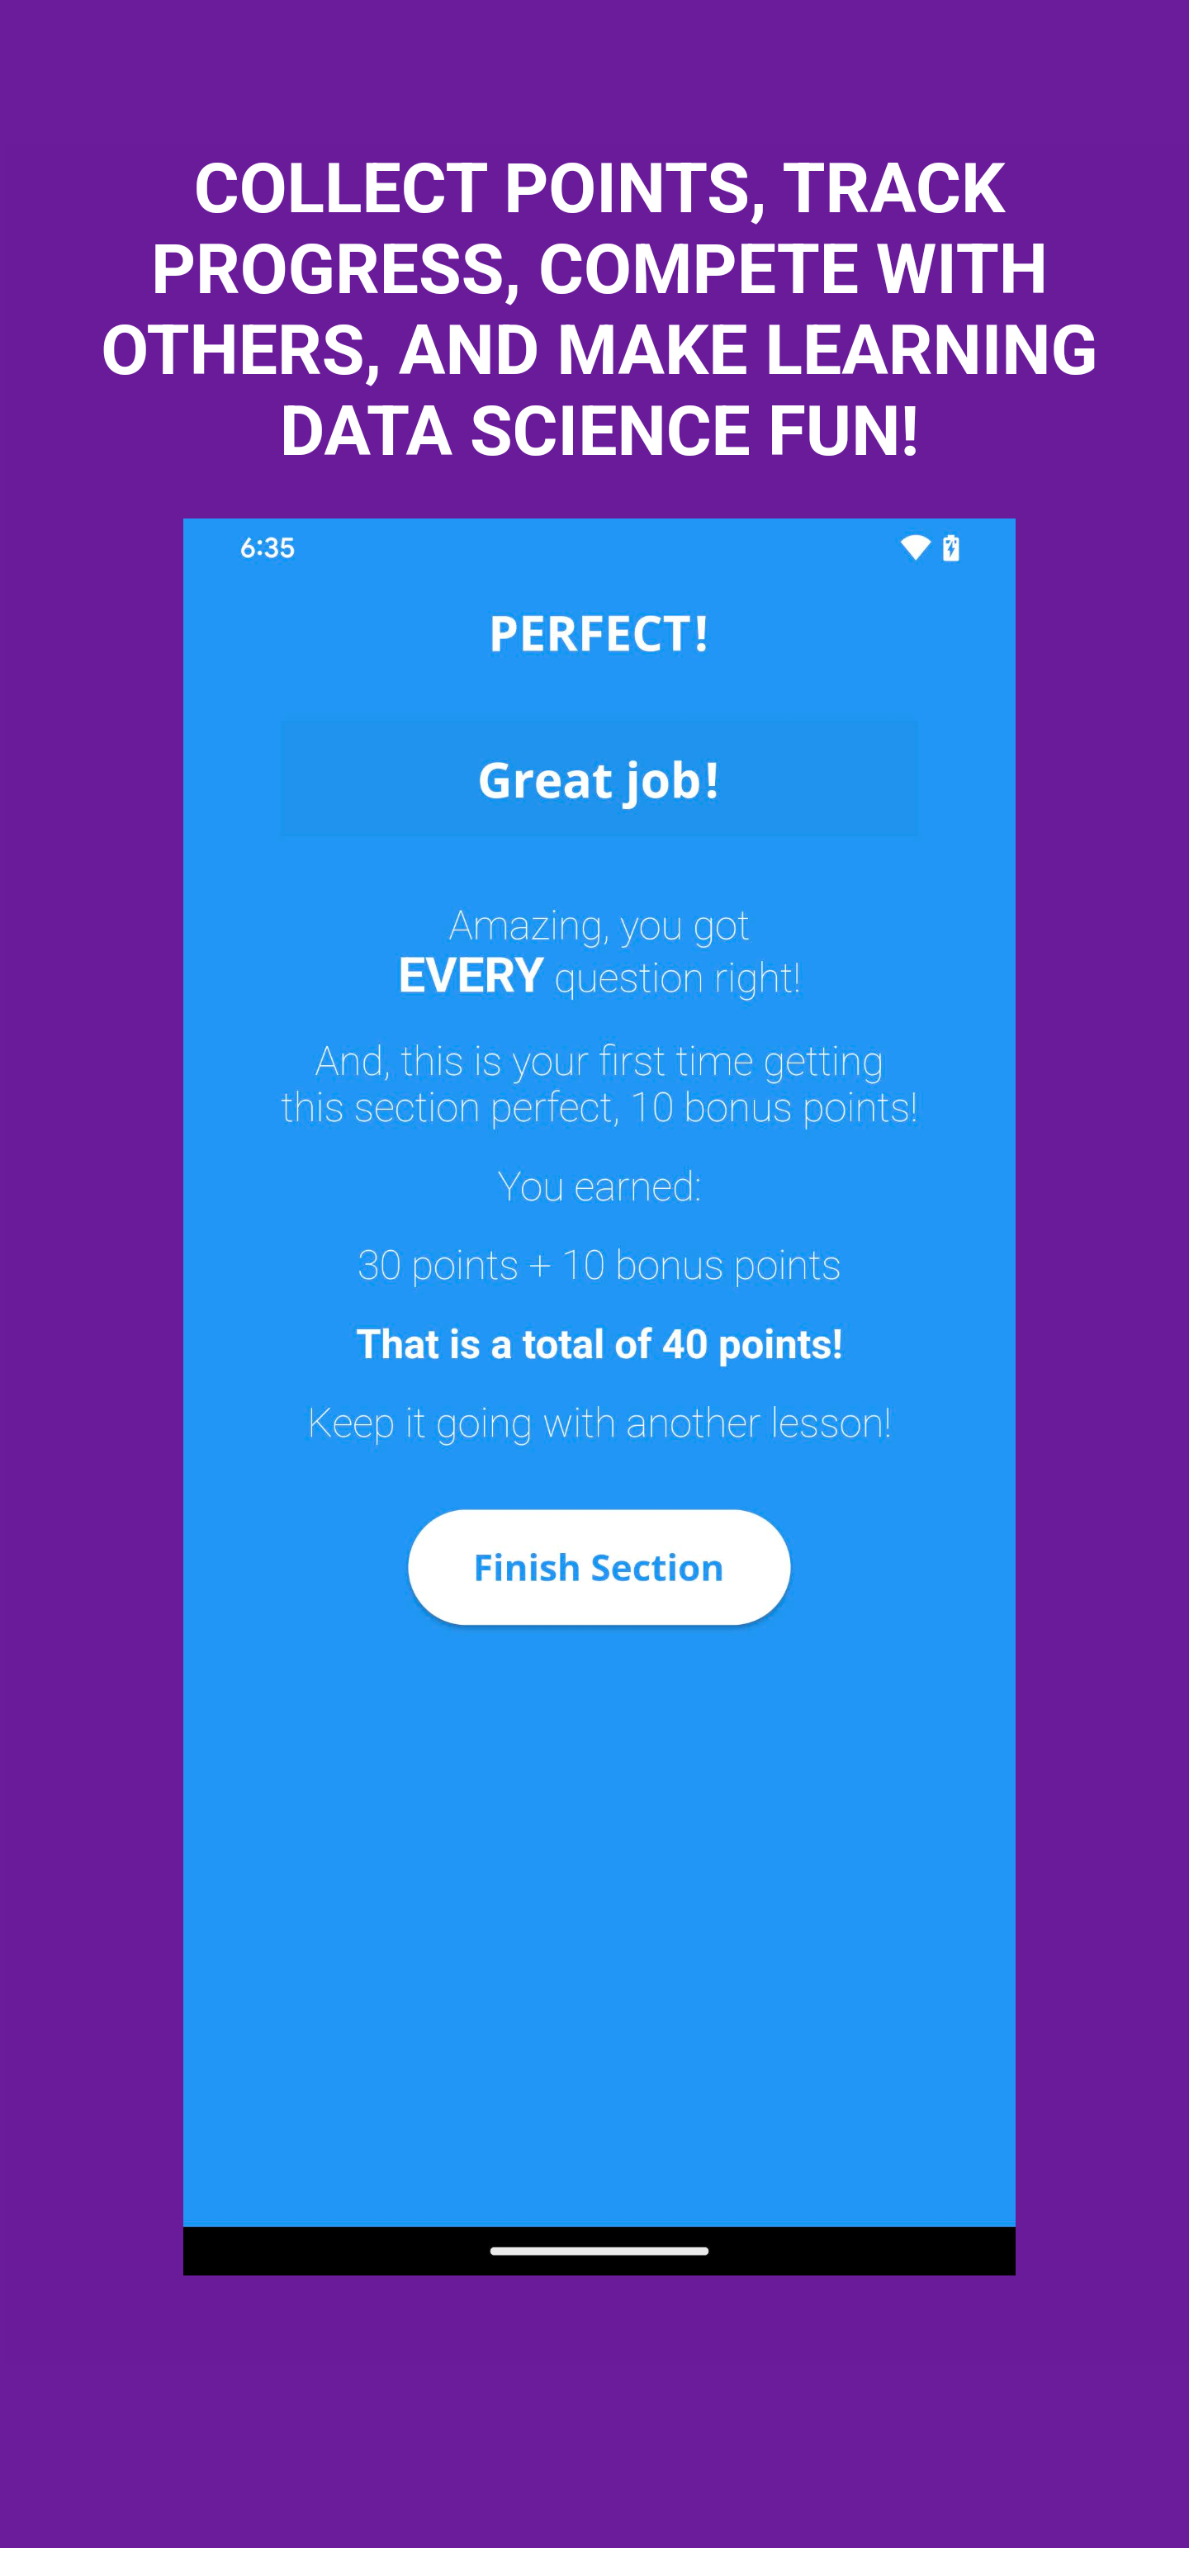 COLLECT POINTS, TRACK
PROGRESS, COMPETE WITH
OTHERS, AND MAKE LEARNING
DATA SCIENCE FUN!
6:35
PERFECT!
Great job!
Amazing, you got
EVERY question right!
And, this is your first time getting
this section perfect, 10 bonus points!
You earned:
30 points + 10 bonus points
That is a total of 40 points!
Keep it going with another lesson!
Finish Section